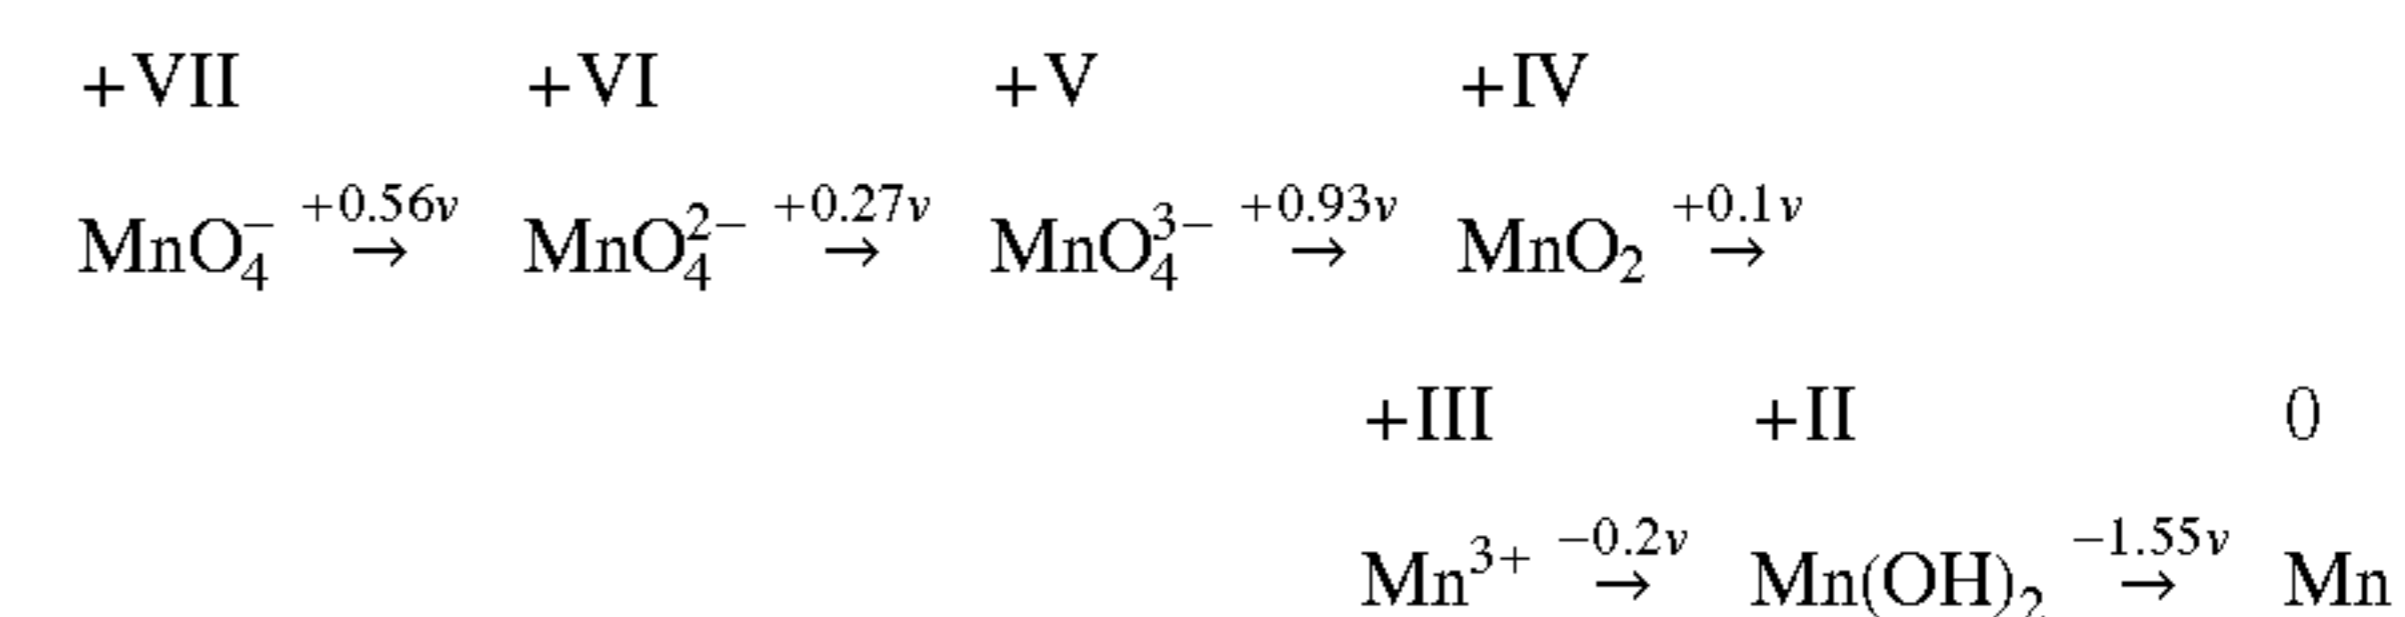 +VII +VI +V +IV
MnO₄⁻ +0.56v → MnO₄²⁻ +0.27v → MnO₄³⁻ +0.93v → MnO₂ +0.1v →
+III +II 0
Mn³⁺ −0.2v → Mn(OH)₂ −1.55v → Mn